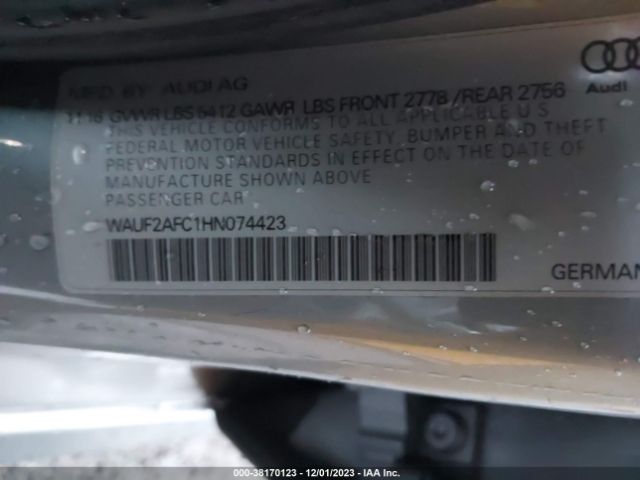 MFD. BY: AUDI AG
Audi
11 16 GVWR LBS 5412 GAWR LBS FRONT 2778 / REAR 2756
THIS VEHICLE CONFORMS TO ALL APPLICABLE U S
FEDERAL MOTOR VEHICLE SAFETY, BUMPER AND THEFT
PREVENTION STANDARDS IN EFFECT ON THE DATE OF
MANUFACTURE SHOWN ABOVE
PASSENGER CAR
WAUF2AFC1HN074423
GERMAN
000-38170123 - 12/01/2023 - IAA Inc.